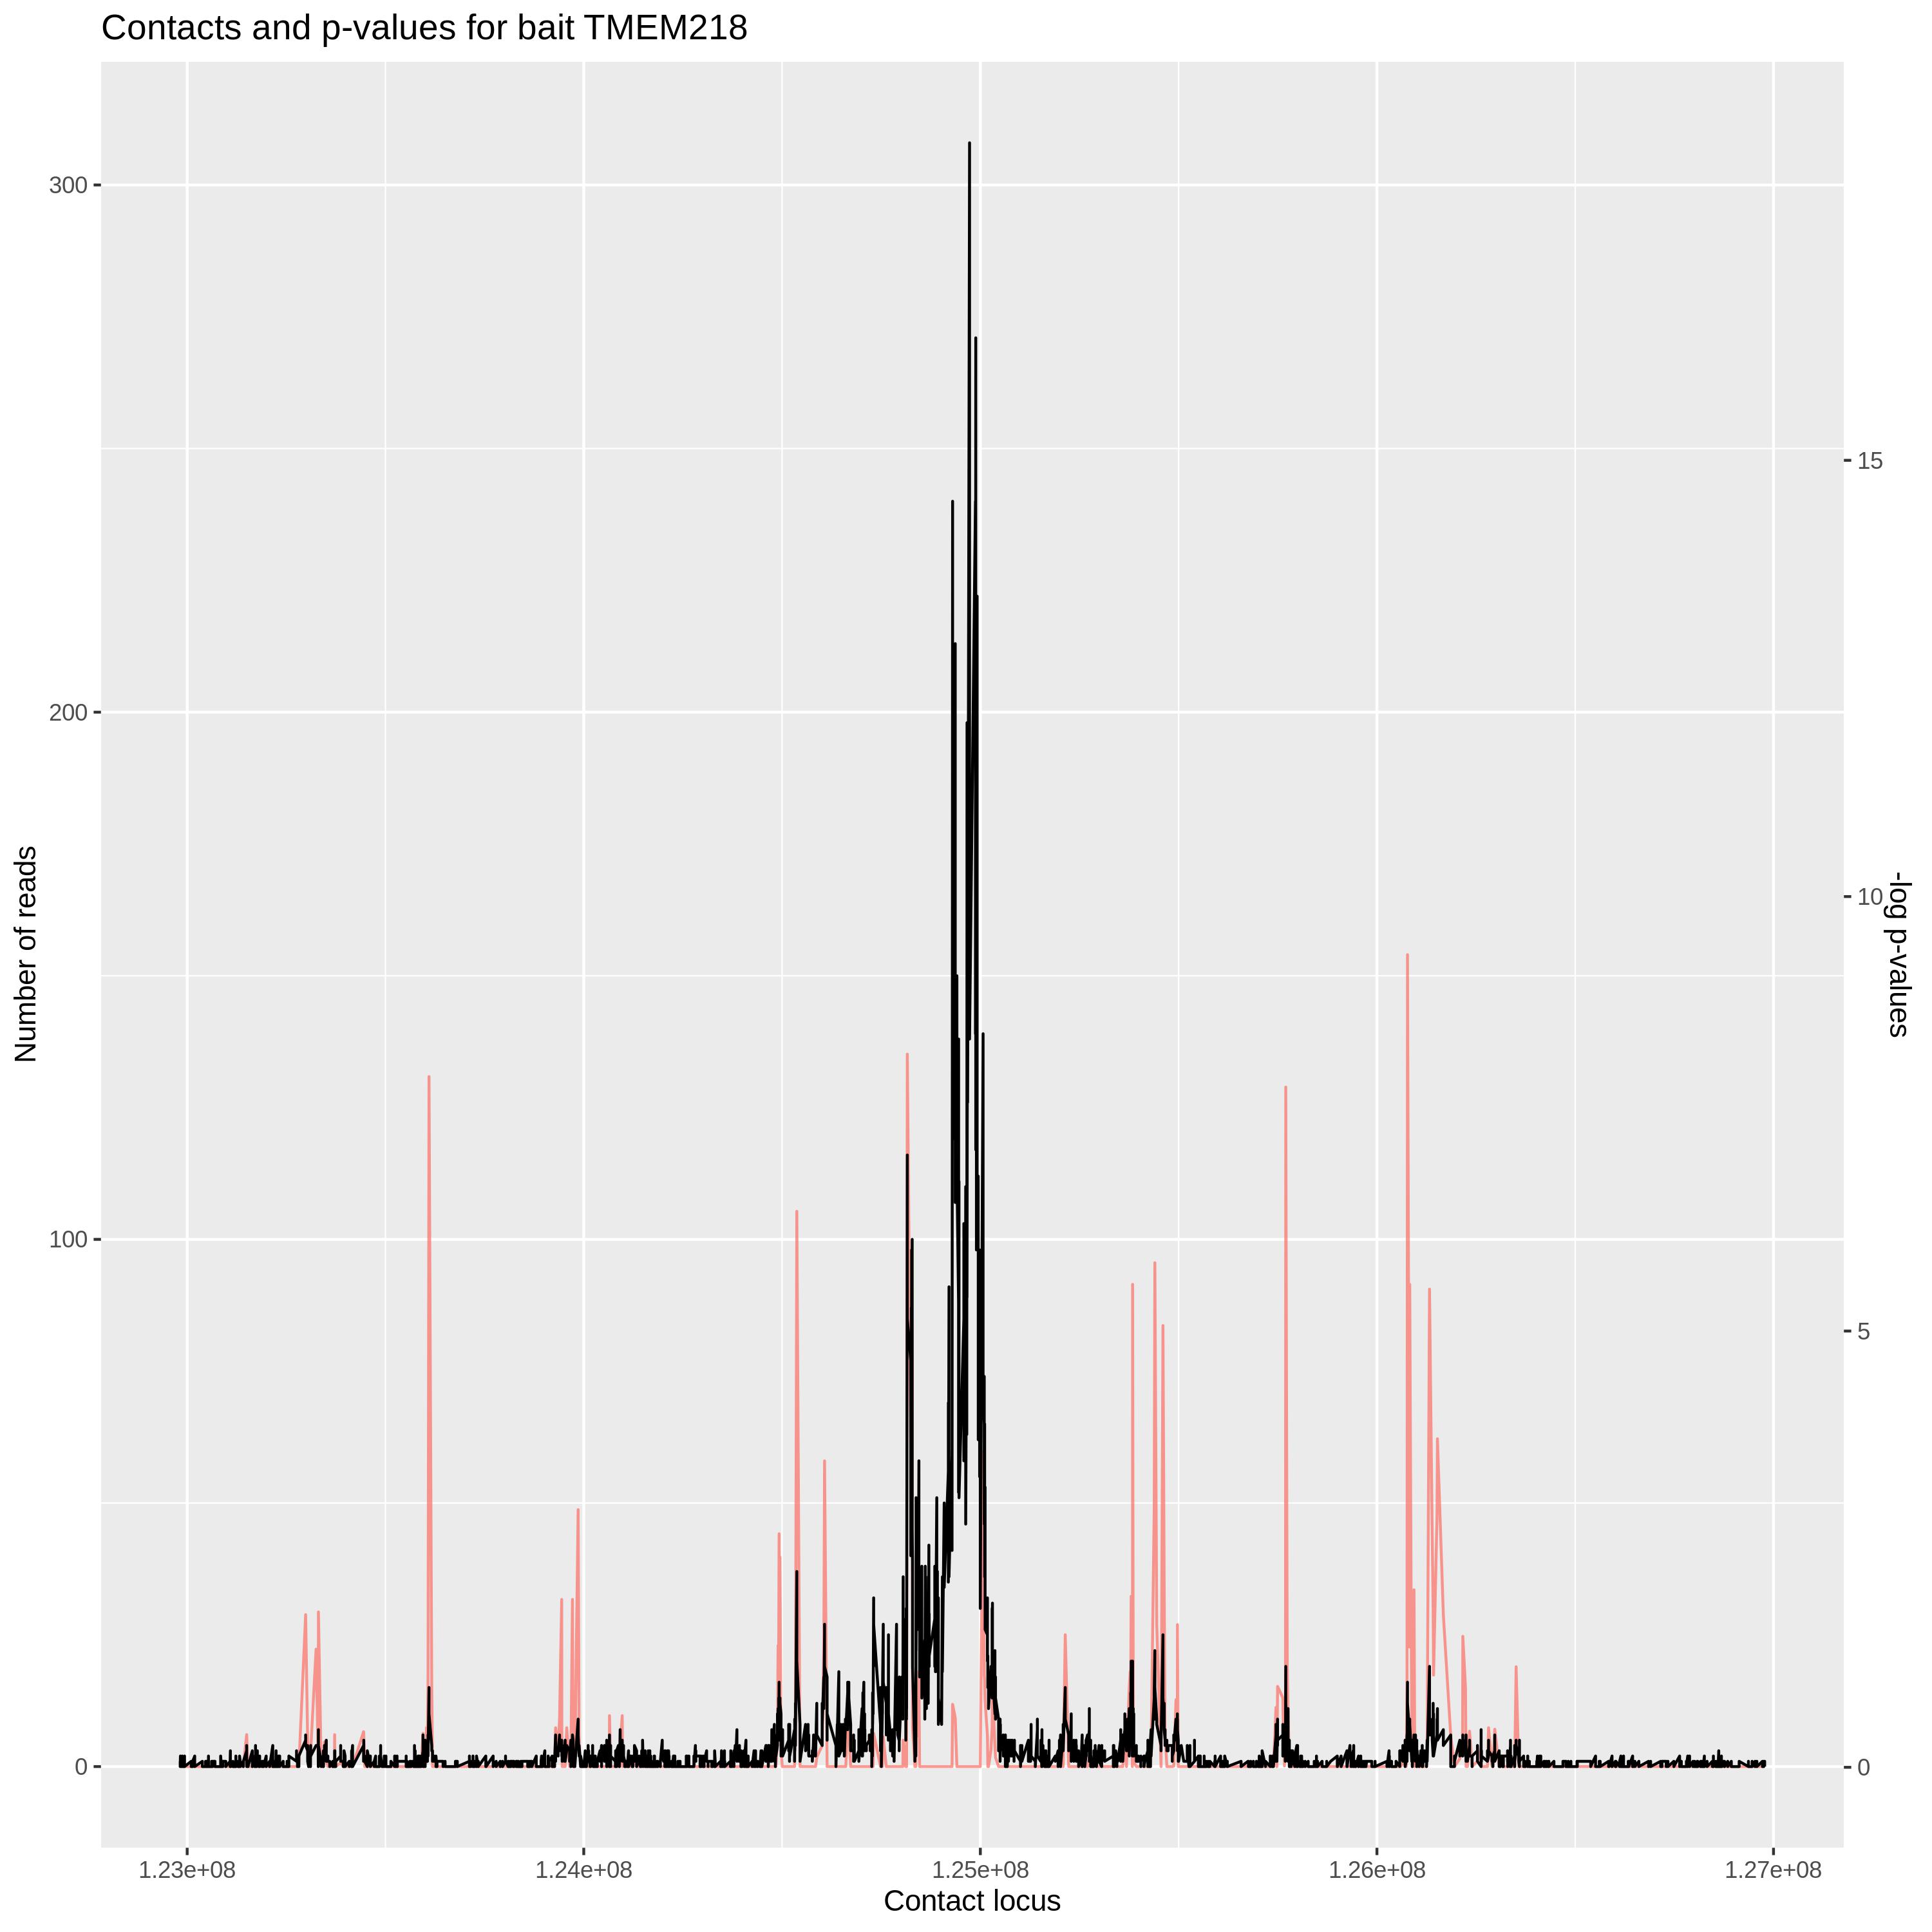 Contacts and p-values for bait TMEM218
Number of reads
300
200
100
0
15
10
5
0
-log p-values
1.23e+08 1.24e+08 1.25e+08 1.26e+08 1.27e+08
Contact locus